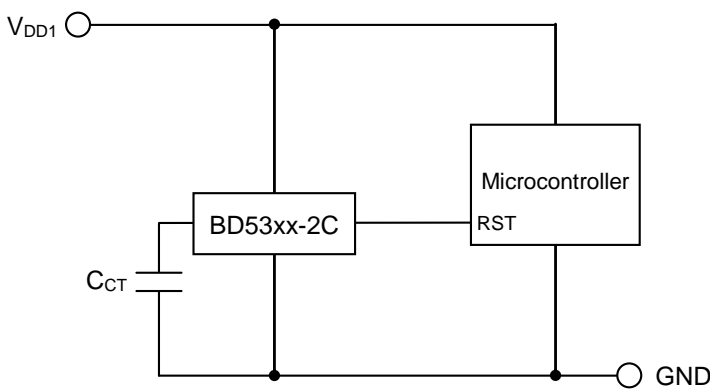 VDD1
Microcontroller
BD53xx-2C
RST
CCT
GND